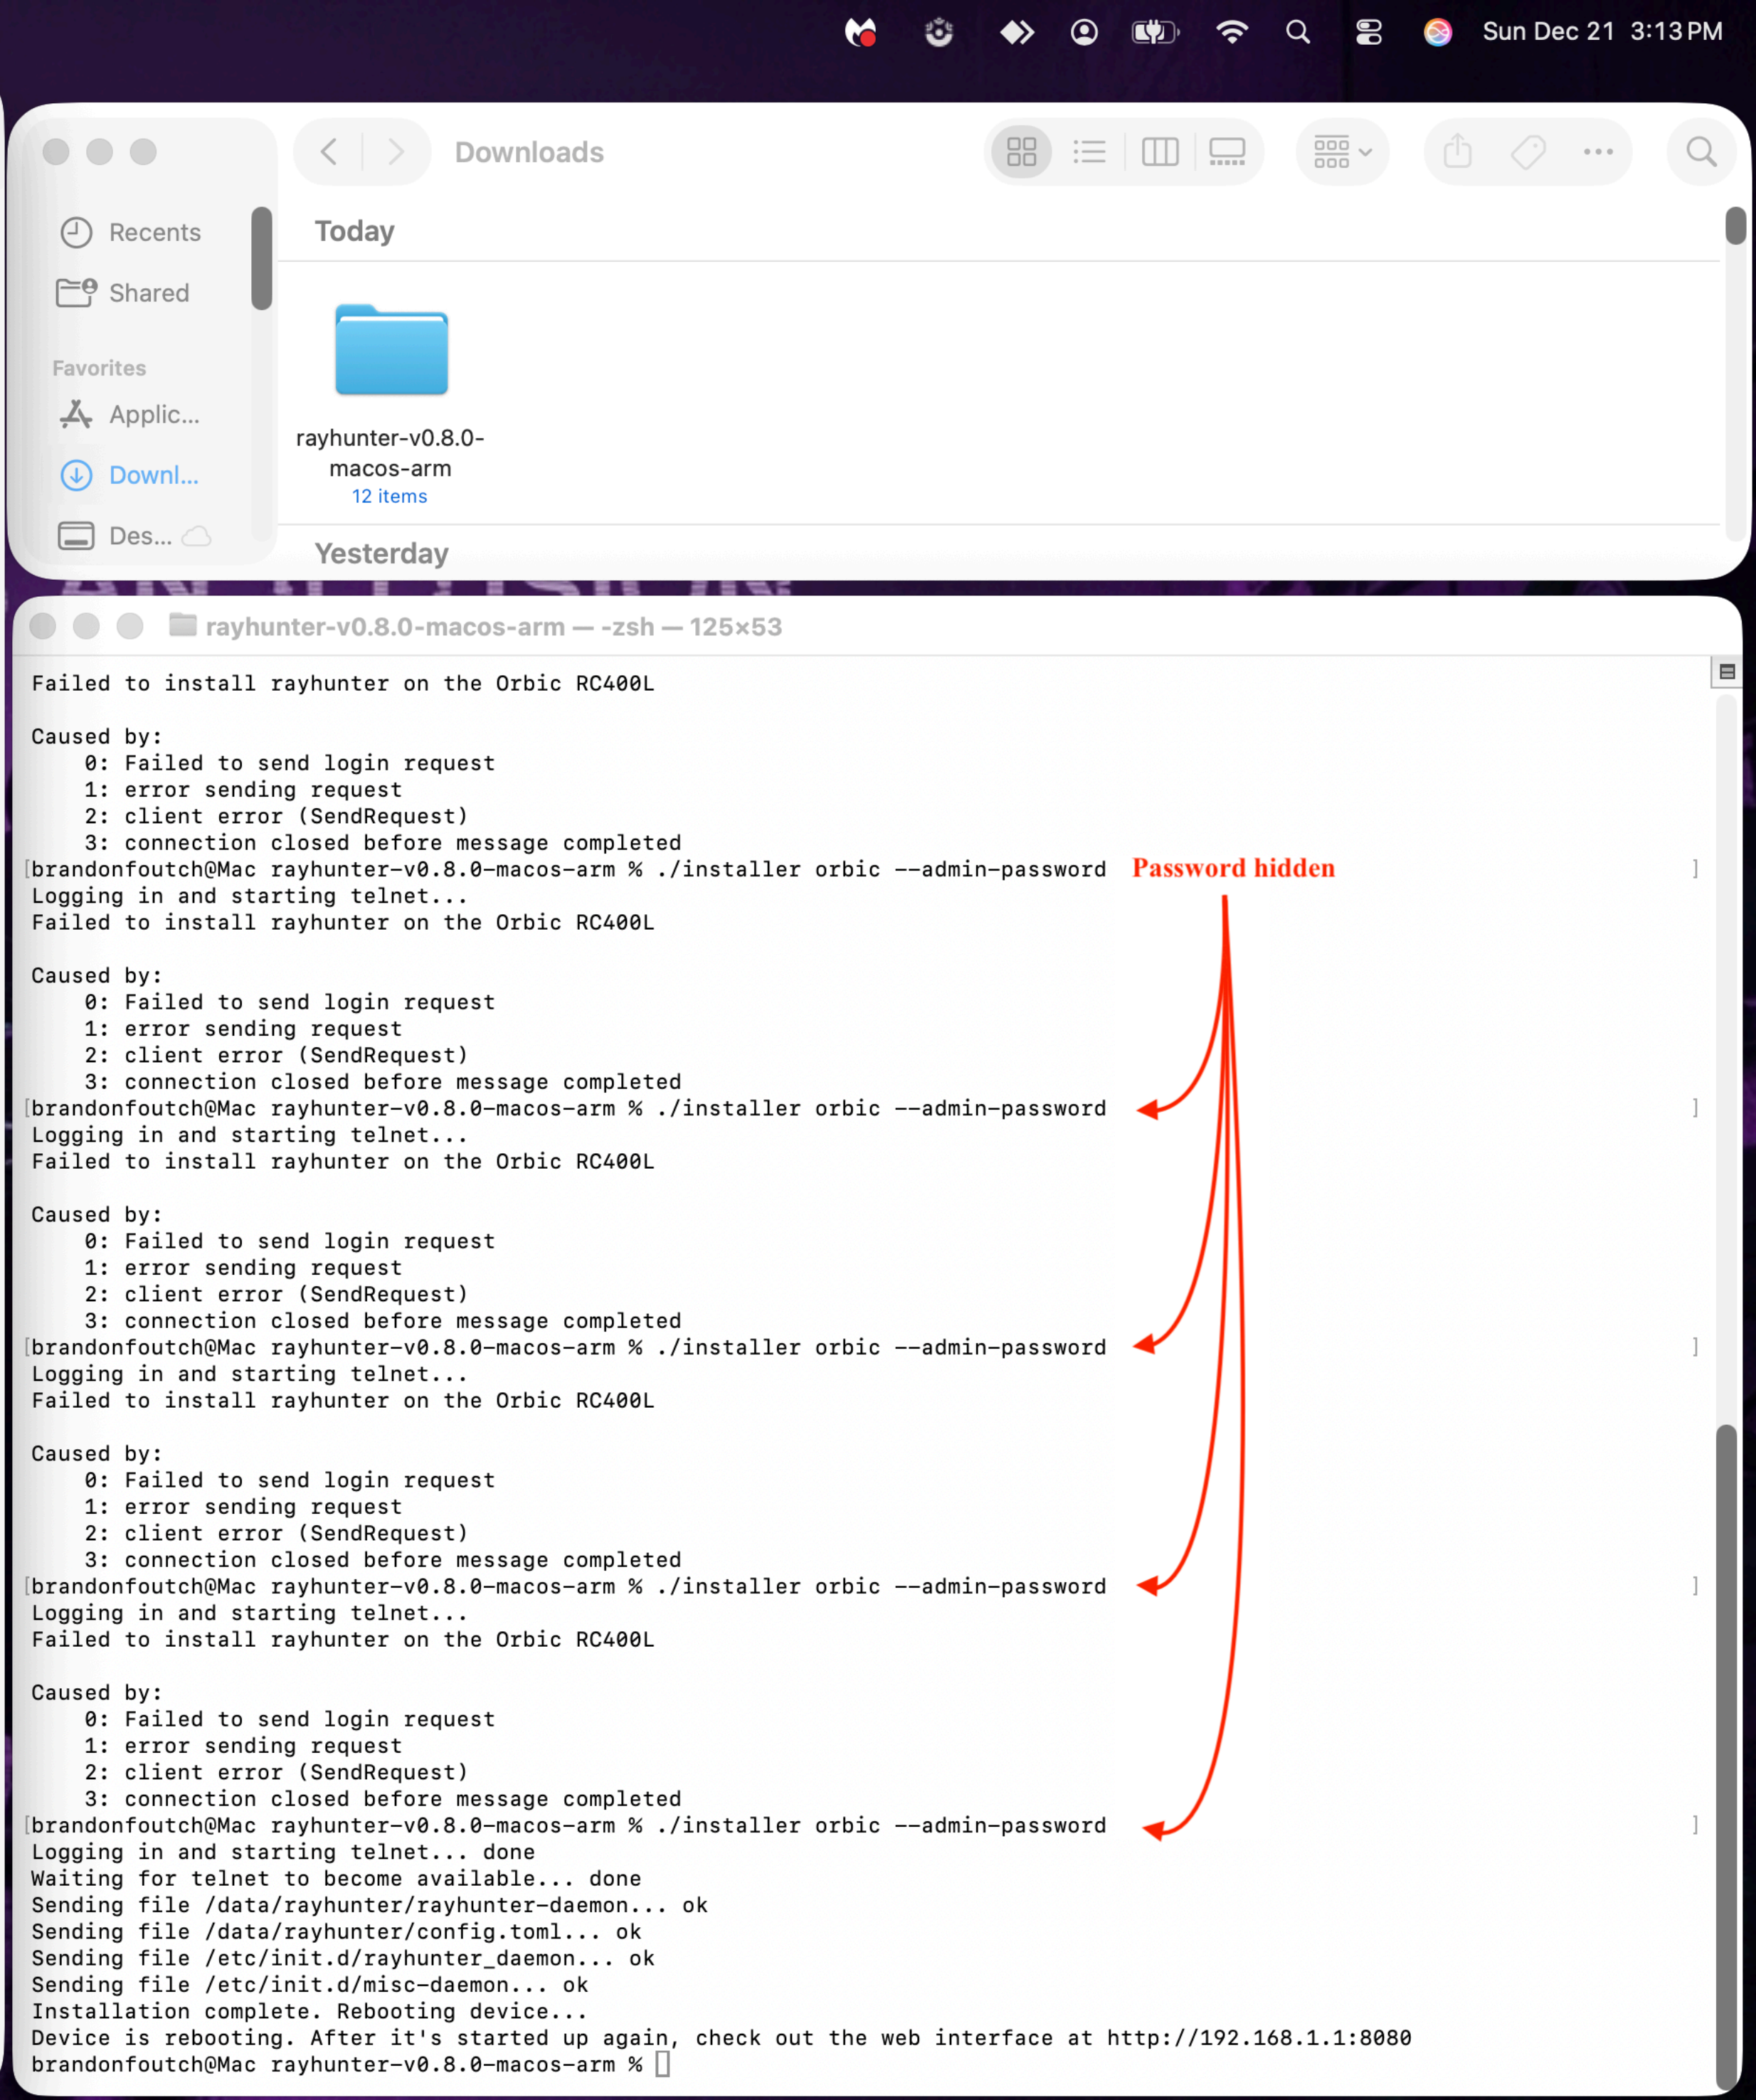 Sun Dec 21 3:13 PM
Downloads
Recents
Shared
Favorites
Applic...
Downl...
Des...
Today
rayhunter-v0.8.0-
macos-arm
12 items
Yesterday
rayhunter-v0.8.0-macos-arm — -zsh — 125×53
Failed to install rayhunter on the Orbic RC400L
Caused by:
0: Failed to send login request
1: error sending request
2: client error (SendRequest)
3: connection closed before message completed
[brandonfoutch@Mac rayhunter-v0.8.0-macos-arm % ./installer orbic --admin-password Password hidden ]
Logging in and starting telnet...
Failed to install rayhunter on the Orbic RC400L
Caused by:
0: Failed to send login request
1: error sending request
2: client error (SendRequest)
3: connection closed before message completed
[brandonfoutch@Mac rayhunter-v0.8.0-macos-arm % ./installer orbic --admin-password ]
Logging in and starting telnet...
Failed to install rayhunter on the Orbic RC400L
Caused by:
0: Failed to send login request
1: error sending request
2: client error (SendRequest)
3: connection closed before message completed
[brandonfoutch@Mac rayhunter-v0.8.0-macos-arm % ./installer orbic --admin-password ]
Logging in and starting telnet...
Failed to install rayhunter on the Orbic RC400L
Caused by:
0: Failed to send login request
1: error sending request
2: client error (SendRequest)
3: connection closed before message completed
[brandonfoutch@Mac rayhunter-v0.8.0-macos-arm % ./installer orbic --admin-password ]
Logging in and starting telnet...
Failed to install rayhunter on the Orbic RC400L
Caused by:
0: Failed to send login request
1: error sending request
2: client error (SendRequest)
3: connection closed before message completed
[brandonfoutch@Mac rayhunter-v0.8.0-macos-arm % ./installer orbic --admin-password ]
Logging in and starting telnet... done
Waiting for telnet to become available... done
Sending file /data/rayhunter/rayhunter-daemon... ok
Sending file /data/rayhunter/config.toml... ok
Sending file /etc/init.d/rayhunter_daemon... ok
Sending file /etc/init.d/misc-daemon... ok
Installation complete. Rebooting device...
Device is rebooting. After it's started up again, check out the web interface at http://192.168.1.1:8080
brandonfoutch@Mac rayhunter-v0.8.0-macos-arm %